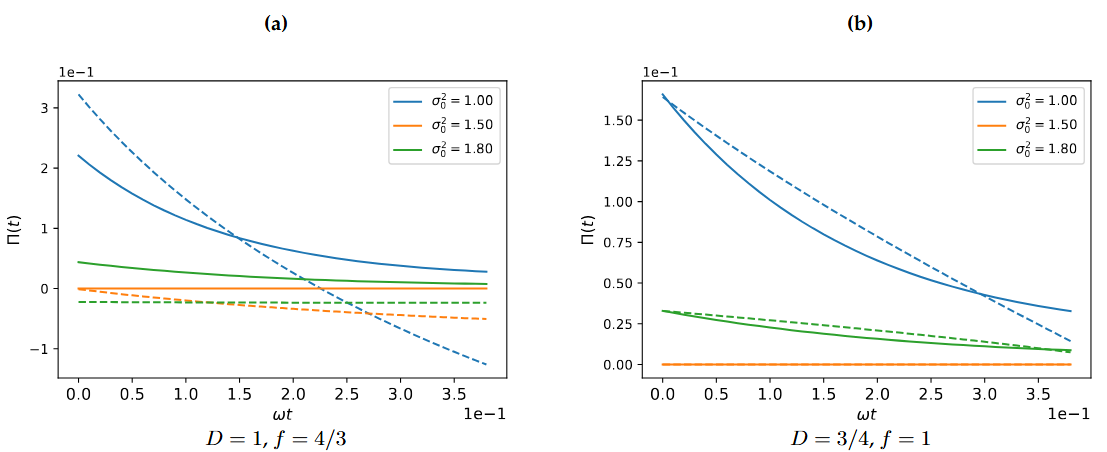 (a)
1e−1
Π(t)
3
2
1
0
−1
σ₀² = 1.00
σ₀² = 1.50
σ₀² = 1.80
0.0 0.5 1.0 1.5 2.0 2.5 3.0 3.5
ωt
1e−1
D = 1, f = 4/3
(b)
1e−1
Π(t)
1.50
1.25
1.00
0.75
0.50
0.25
0.00
σ₀² = 1.00
σ₀² = 1.50
σ₀² = 1.80
0.0 0.5 1.0 1.5 2.0 2.5 3.0 3.5
ωt
1e−1
D = 3/4, f = 1